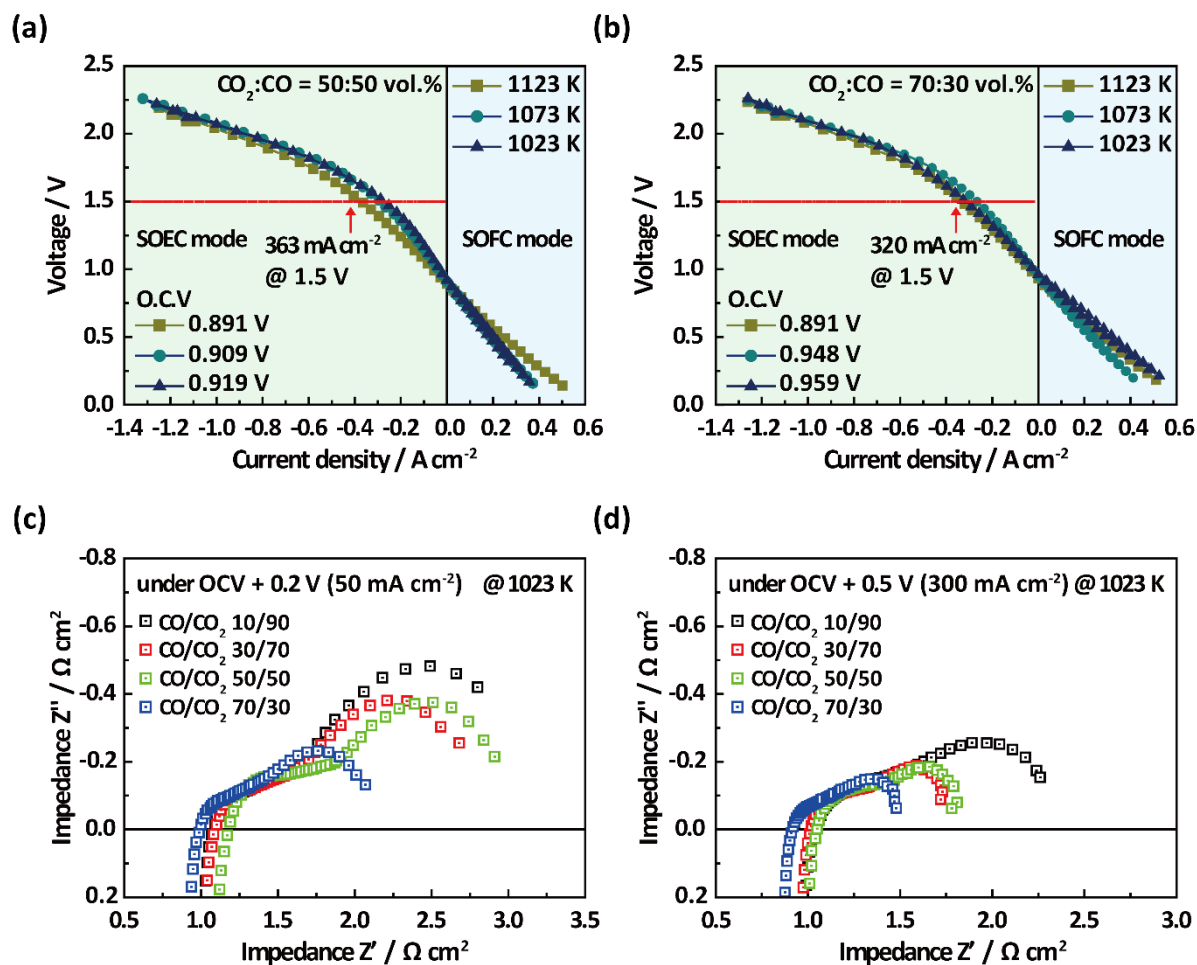 (a)
CO₂:CO = 50:50 vol.%
1123 K
1073 K
1023 K
SOEC mode
SOFC mode
363 mA cm⁻²
@ 1.5 V
O.C.V
0.891 V
0.909 V
0.919 V
Voltage / V
2.5
2.0
1.5
1.0
0.5
0.0
-1.4 -1.2 -1.0 -0.8 -0.6 -0.4 -0.2 0.0 0.2 0.4 0.6
Current density / A cm⁻²
(b)
CO₂:CO = 70:30 vol.%
1123 K
1073 K
1023 K
SOEC mode
SOFC mode
320 mA cm⁻²
@ 1.5 V
O.C.V
0.891 V
0.948 V
0.959 V
Voltage / V
2.5
2.0
1.5
1.0
0.5
0.0
-1.4 -1.2 -1.0 -0.8 -0.6 -0.4 -0.2 0.0 0.2 0.4 0.6
Current density / A cm⁻²
(c)
under OCV + 0.2 V (50 mA cm⁻²) @ 1023 K
CO/CO₂ 10/90
CO/CO₂ 30/70
CO/CO₂ 50/50
CO/CO₂ 70/30
Impedance Z'' / Ω cm²
-0.8
-0.6
-0.4
-0.2
0.0
0.2
0.5 1.0 1.5 2.0 2.5 3.0 3.5
Impedance Z' / Ω cm²
(d)
under OCV + 0.5 V (300 mA cm⁻²) @ 1023 K
CO/CO₂ 10/90
CO/CO₂ 30/70
CO/CO₂ 50/50
CO/CO₂ 70/30
Impedance Z'' / Ω cm²
-0.8
-0.6
-0.4
-0.2
0.0
0.2
0.5 1.0 1.5 2.0 2.5 3.0
Impedance Z' / Ω cm²